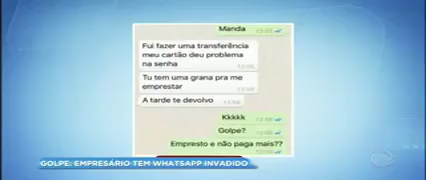 Manda
Fui fazer uma transferência
meu cartão deu problema
na senha
Tu tem uma grana pra me
emprestar
A tarde te devolvo
Kkkkk
Golpe?
Empresto e não paga mais??
GOLPE: EMPRESÁRIO TEM WHATSAPP INVADIDO